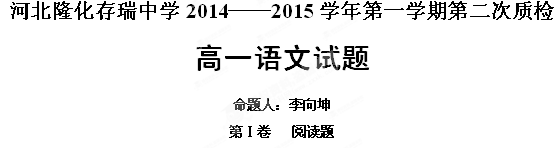 河北隆化存瑞中学 2014——2015 学年第一学期第二次质检
高一语文试题
命题人：李向坤
第 I 卷 阅读题